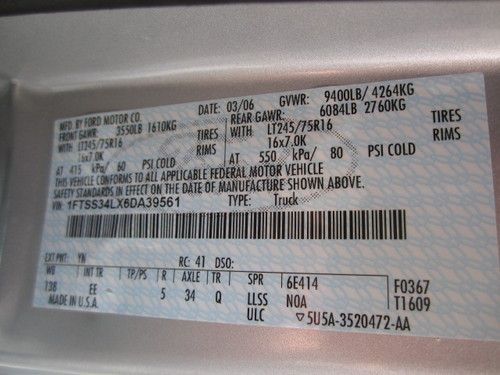 MFD. BY FORD MOTOR CO. DATE: 03/06 GVWR: 9400LB/ 4264KG
FRONT GAWR: 3550LB 1610KG REAR GAWR: 6084LB 2760KG
WITH LT245/75R16 TIRES WITH LT245/75R16 TIRES
16x7.0K RIMS 16x7.0K RIMS
AT 415 kPa/ 60 PSI COLD AT 550 kPa/ 80 PSI COLD
THIS VEHICLE CONFORMS TO ALL APPLICABLE FEDERAL MOTOR VEHICLE
SAFETY STANDARDS IN EFFECT ON THE DATE OF MANUFACTURE SHOWN ABOVE.
VIN: 1FTSS34LX6DA39561 TYPE: Truck
EXT PNT: YN RC: 41 DSO:
WB INT TR TP/PS R AXLE TR SPR 6E414 F0367
138 EE 5 34 Q LLSS NOA T1609
MADE IN U.S.A. ULC ▽5U5A-3520472-AA